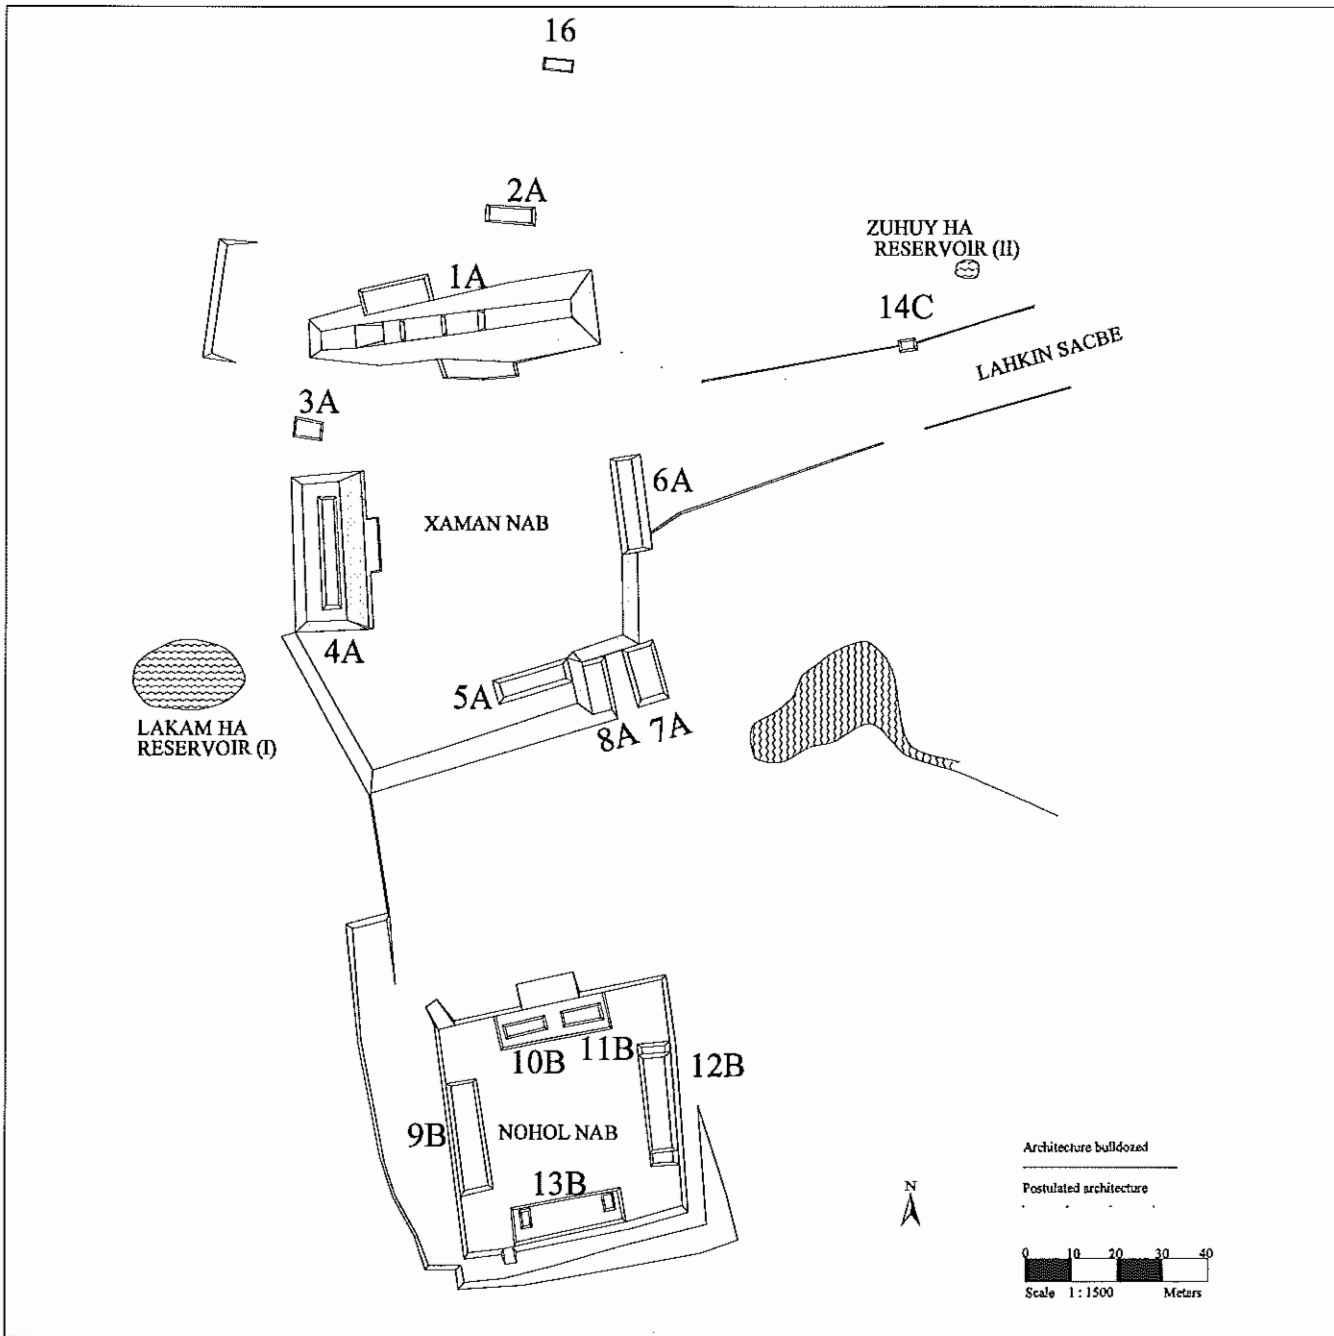 16
2A
ZUHUY HA
RESERVOIR (II)
1A
14C
LAHKIN SACBE
3A
6A
XAMAN NAB
4A
5A
8A
7A
LAKAM HA
RESERVOIR (I)
10B
11B
12B
9B
NOHOL NAB
13B
Architecture bulldozed
Postulated architecture
N
0 10 20 30 40
Scale 1 : 1500 Meters